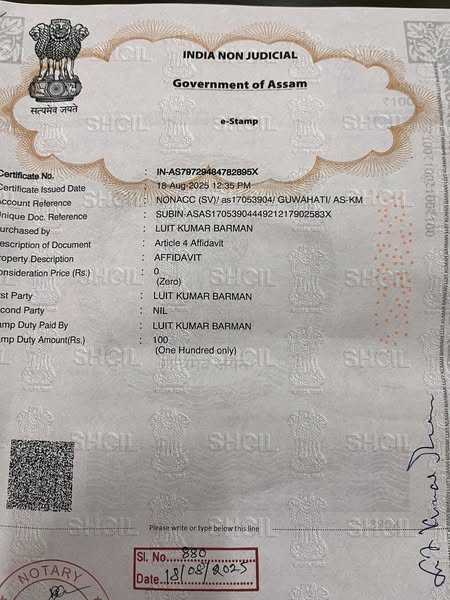 INDIA NON JUDICIAL
Government of Assam
e-Stamp
सत्यमेव जयते
₹100
Certificate No. : IN-AS79729484782895X
Certificate Issued Date : 18-Aug-2025 12:35 PM
Account Reference : NONACC (SV)/ as17053904/ GUWAHATI/ AS-KM
Unique Doc. Reference : SUBIN-ASAS1705390444921217902583X
Purchased by : LUIT KUMAR BARMAN
Description of Document : Article 4 Affidavit
Property Description : AFFIDAVIT
Consideration Price (Rs.) : 0
(Zero)
First Party : LUIT KUMAR BARMAN
Second Party : NIL
Stamp Duty Paid By : LUIT KUMAR BARMAN
Stamp Duty Amount(Rs.) : 100
(One Hundred only)
SHCIL
Please write or type below this line
Sl. No. 880
Date 18/08/2025
NOTARY